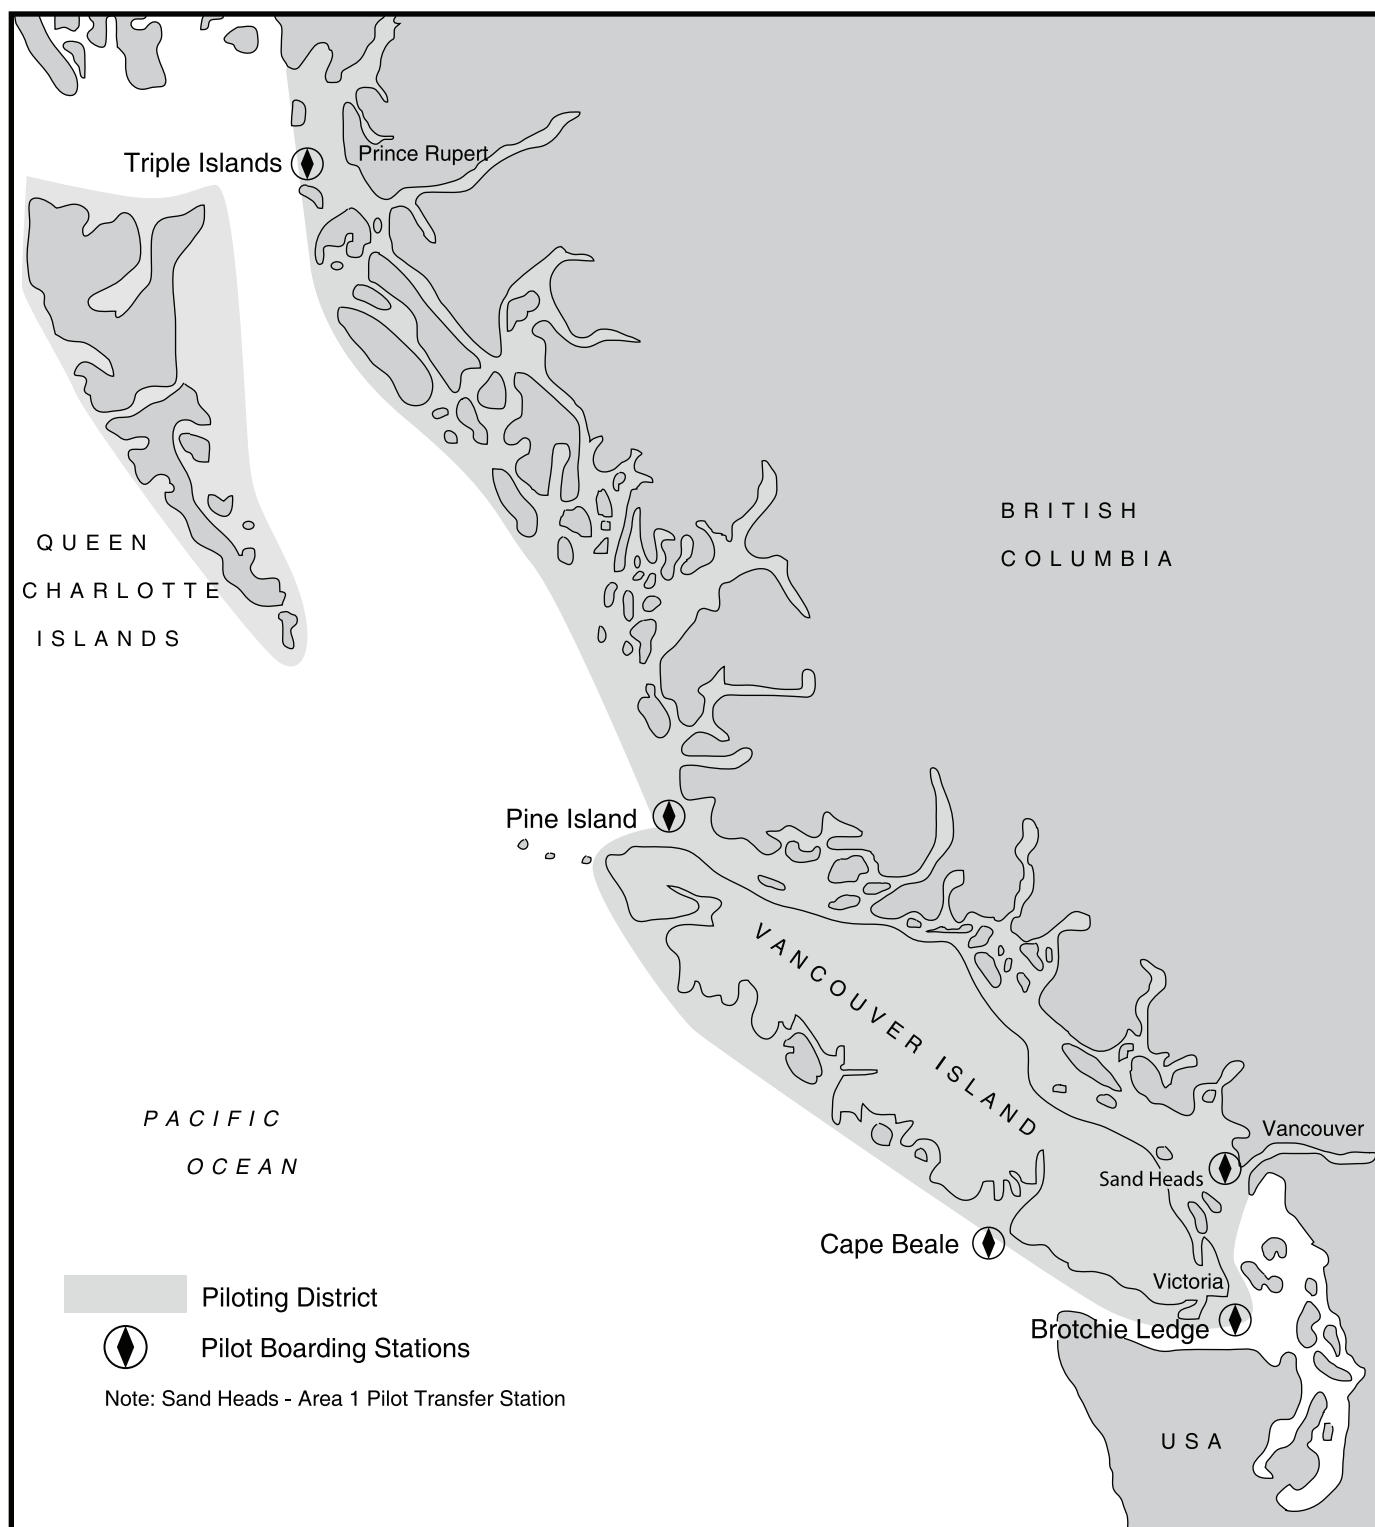 Triple Islands
Prince Rupert
BRITISH
COLUMBIA
QUEEN
CHARLOTTE
ISLANDS
Pine Island
VANCOUVER ISLAND
PACIFIC
OCEAN
Vancouver
Sand Heads
Cape Beale
Victoria
Brotchie Ledge
Piloting District
Pilot Boarding Stations
Note: Sand Heads - Area 1 Pilot Transfer Station
USA